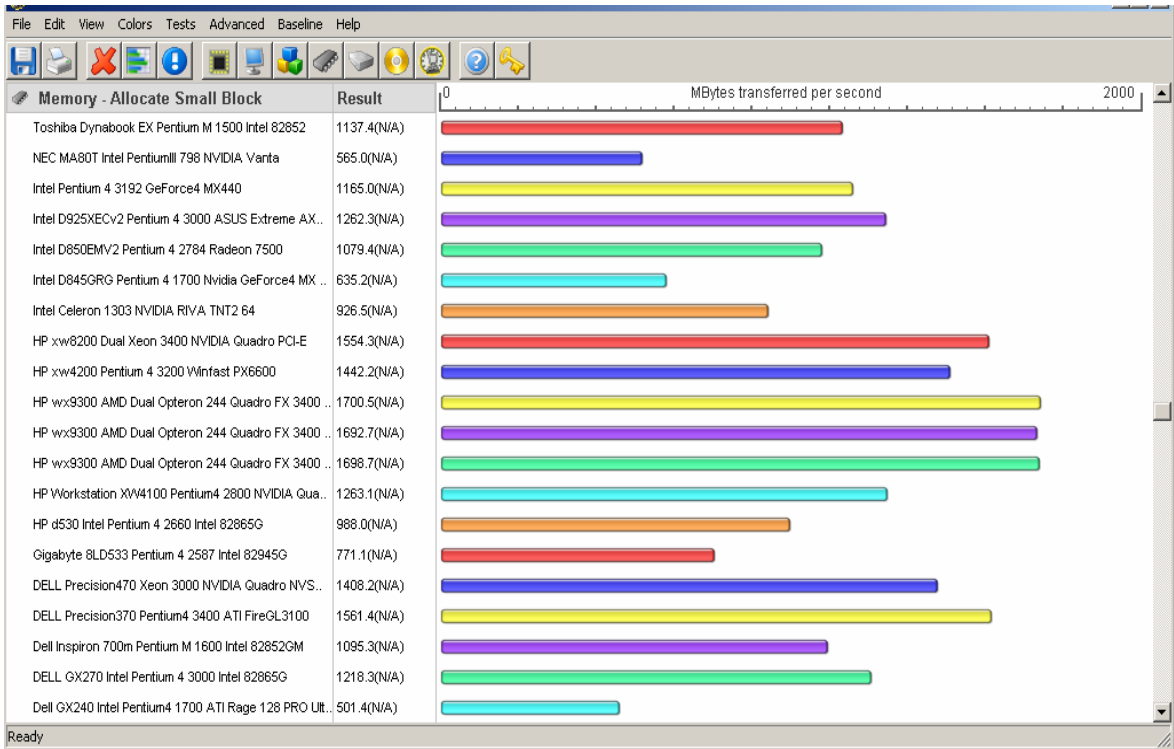 File Edit View Colors Tests Advanced Baseline Help
Memory - Allocate Small Block Result 0 MBytes transferred per second 2000
Toshiba Dynabook EX Pentium M 1500 Intel 82852 1137.4(N/A)
NEC MA80T Intel PentiumIII 798 NVIDIA Vanta 565.0(N/A)
Intel Pentium 4 3192 GeForce4 MX440 1165.0(N/A)
Intel D925XECv2 Pentium 4 3000 ASUS Extreme AX.. 1262.3(N/A)
Intel D850EMV2 Pentium 4 2784 Radeon 7500 1079.4(N/A)
Intel D845GRG Pentium 4 1700 Nvidia GeForce4 MX .. 635.2(N/A)
Intel Celeron 1303 NVIDIA RIVA TNT2 64 926.5(N/A)
HP xw8200 Dual Xeon 3400 NVIDIA Quadro PCI-E 1554.3(N/A)
HP xw4200 Pentium 4 3200 Winfast PX6600 1442.2(N/A)
HP wx9300 AMD Dual Opteron 244 Quadro FX 3400 .. 1700.5(N/A)
HP wx9300 AMD Dual Opteron 244 Quadro FX 3400 .. 1692.7(N/A)
HP wx9300 AMD Dual Opteron 244 Quadro FX 3400 .. 1698.7(N/A)
HP Workstation XW4100 Pentium4 2800 NVIDIA Qua.. 1263.1(N/A)
HP d530 Intel Pentium 4 2660 Intel 82865G 988.0(N/A)
Gigabyte 8LD533 Pentium 4 2587 Intel 82945G 771.1(N/A)
DELL Precision470 Xeon 3000 NVIDIA Quadro NVS.. 1408.2(N/A)
DELL Precision370 Pentium4 3400 ATI FireGL3100 1561.4(N/A)
Dell Inspiron 700m Pentium M 1600 Intel 82852GM 1095.3(N/A)
DELL GX270 Intel Pentium 4 3000 Intel 82865G 1218.3(N/A)
Dell GX240 Intel Pentium4 1700 ATI Rage 128 PRO Ult.. 501.4(N/A)
Ready